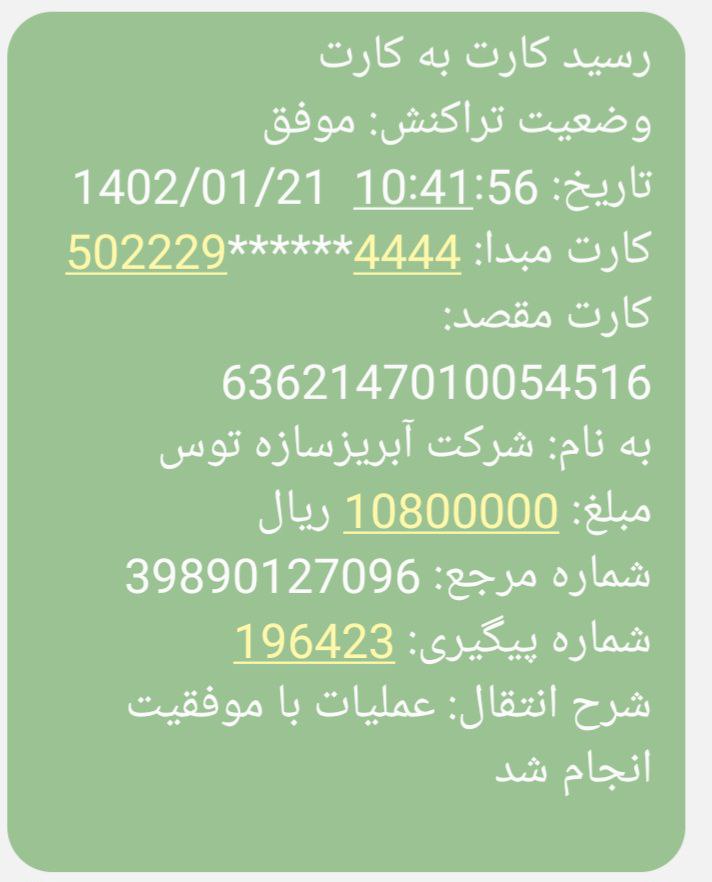 رسید کارت به کارت
وضعیت تراکنش: موفق
تاریخ: 10:41:56 1402/01/21
کارت مبدا: 4444******502229
کارت مقصد:
6362147010054516
به نام: شرکت آبریزسازه توس
مبلغ: 10800000 ریال
شماره مرجع: 39890127096
شماره پیگیری: 196423
شرح انتقال: عملیات با موفقیت
انجام شد